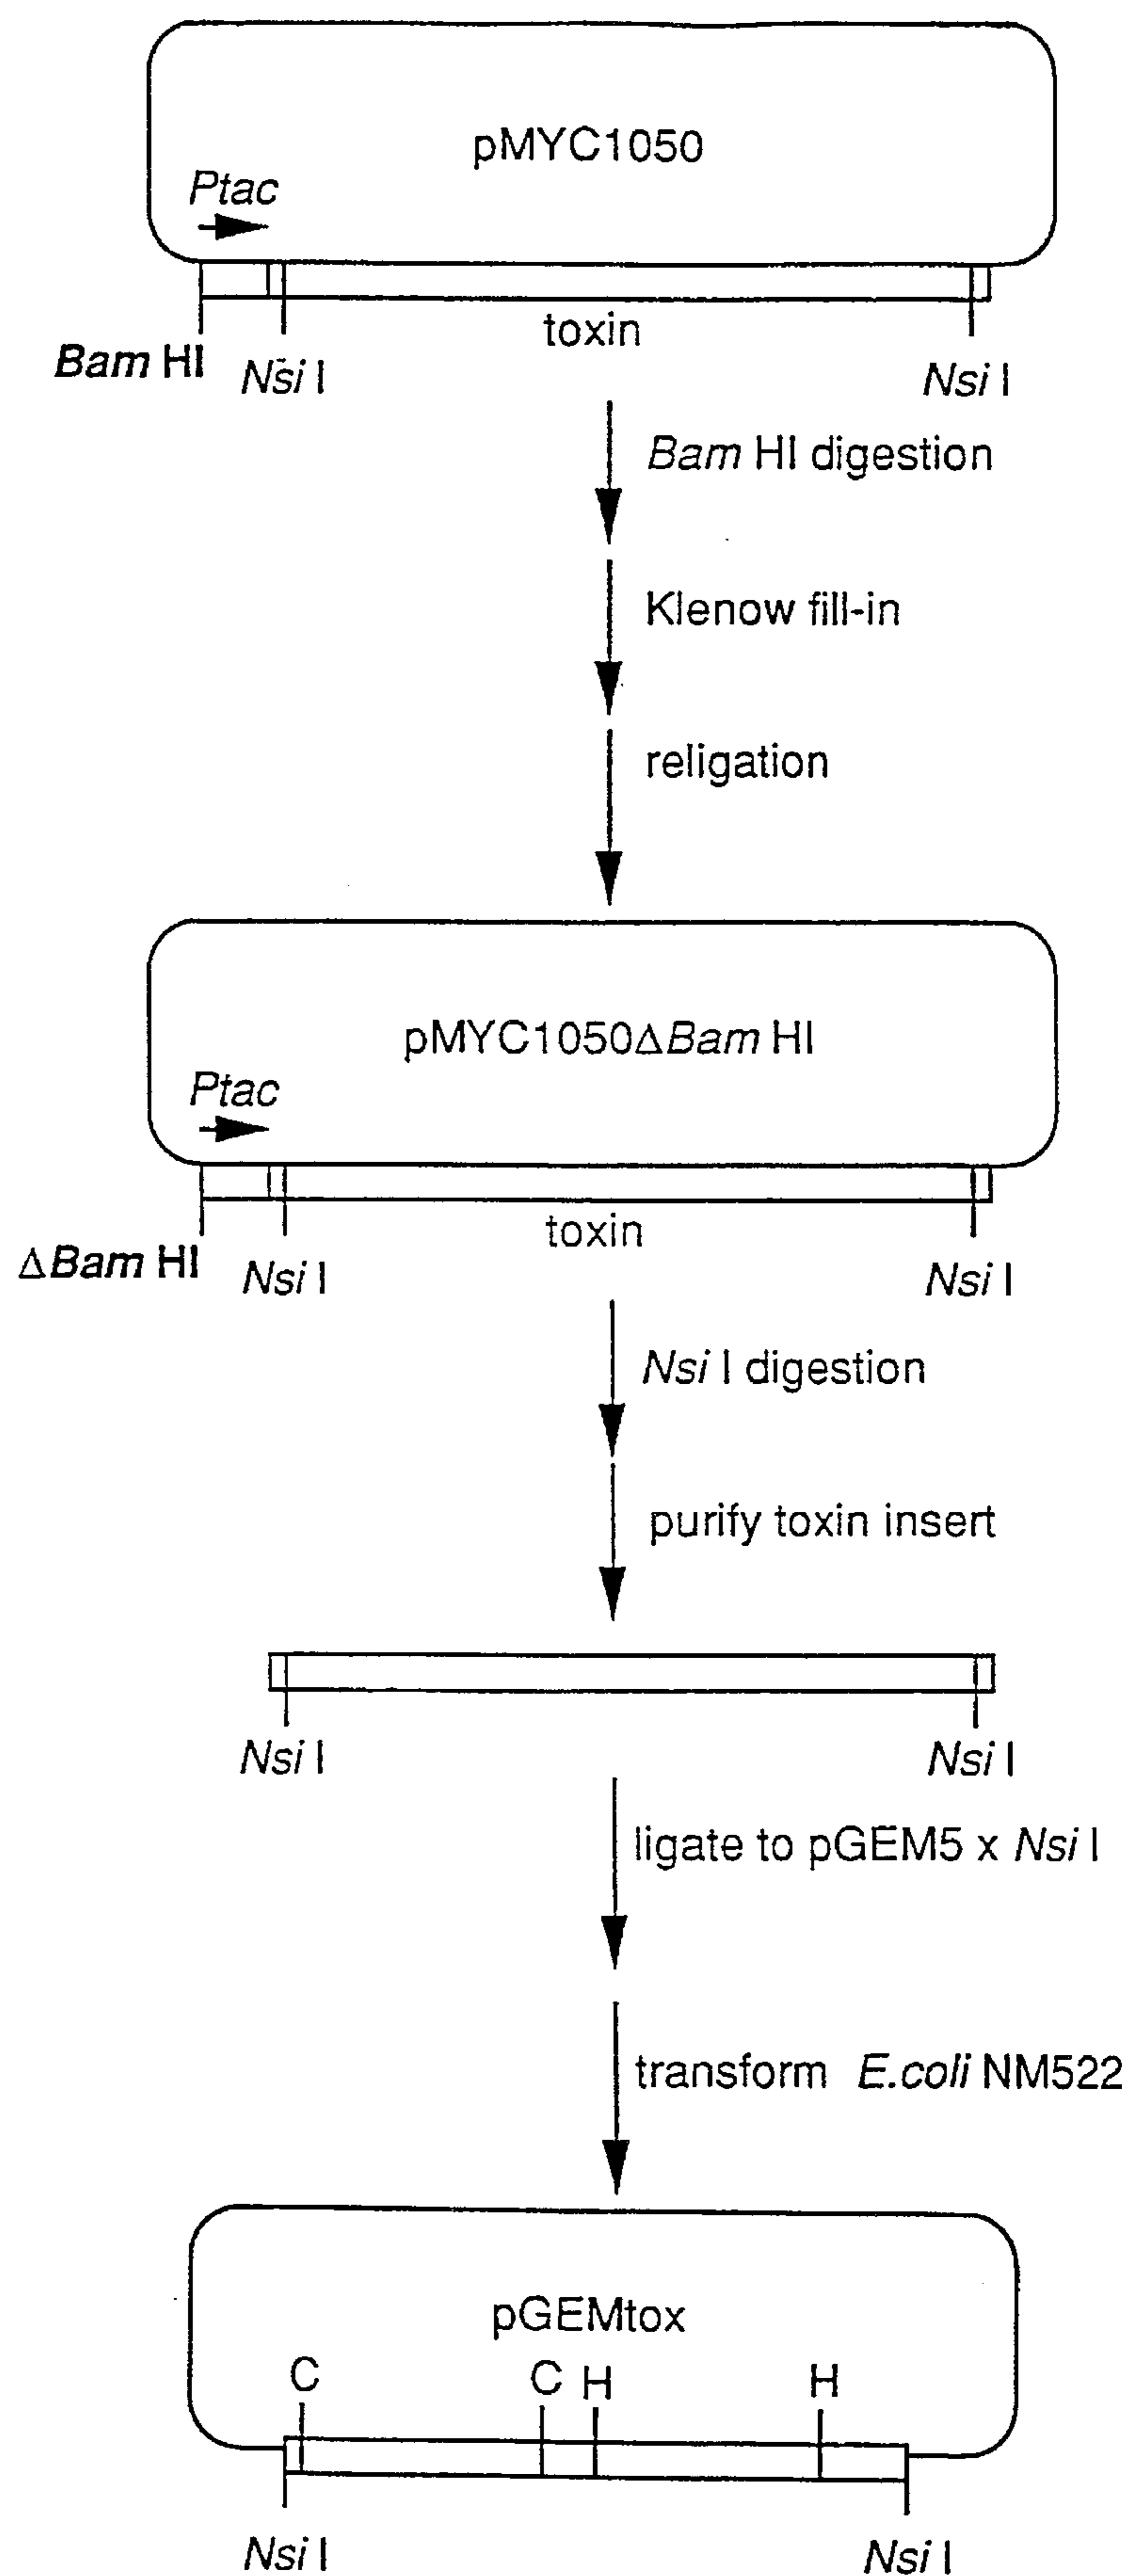 pMYC1050
Ptac
toxin
Bam HI
Nsi I
Nsi I
Bam HI digestion
Klenow fill-in
religation
pMYC1050ΔBam HI
Ptac
toxin
ΔBam HI
Nsi I
Nsi I
Nsi I digestion
purify toxin insert
Nsi I
Nsi I
ligate to pGEM5 x Nsi I
transform E.coli NM522
pGEMtox
C
C
H
H
Nsi I
Nsi I